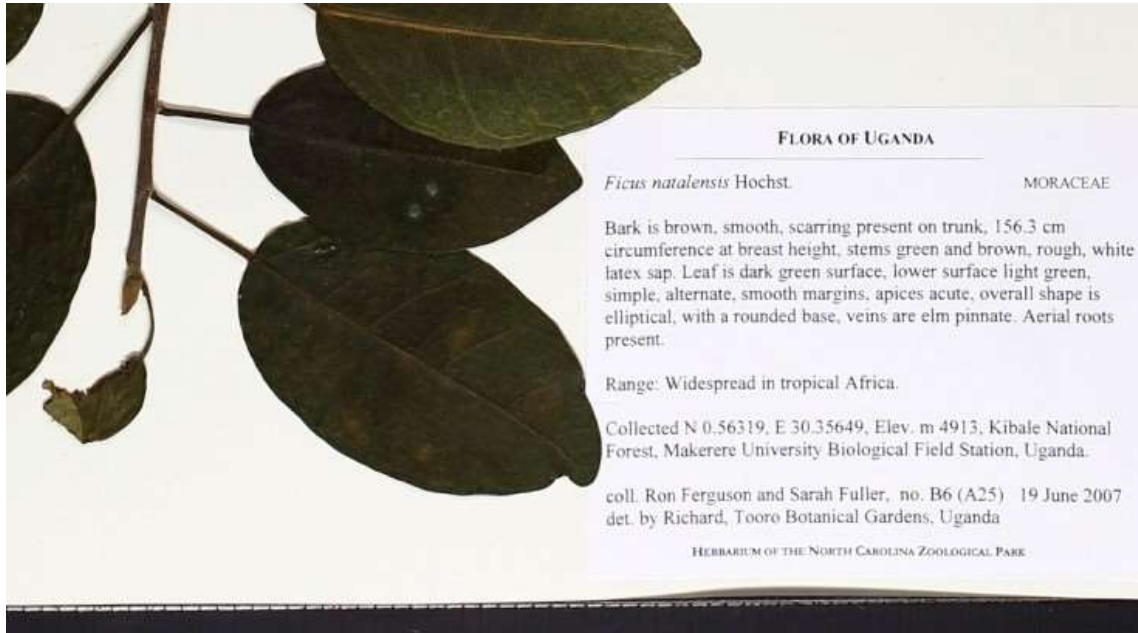 FLORA OF UGANDA
Ficus natalensis Hochst. MORACEAE
Bark is brown, smooth, scarring present on trunk, 156.3 cm
circumference at breast height, stems green and brown, rough, white
latex sap. Leaf is dark green surface, lower surface light green,
simple, alternate, smooth margins, apices acute, overall shape is
elliptical, with a rounded base, veins are elm pinnate. Aerial roots
present.
Range: Widespread in tropical Africa.
Collected N 0.56319, E 30.35649, Elev. m 4913, Kibale National
Forest, Makerere University Biological Field Station, Uganda.
coll. Ron Ferguson and Sarah Fuller, no. B6 (A25) 19 June 2007
det. by Richard, Tooro Botanical Gardens, Uganda
HERBARIUM OF THE NORTH CAROLINA ZOOLOGICAL PARK